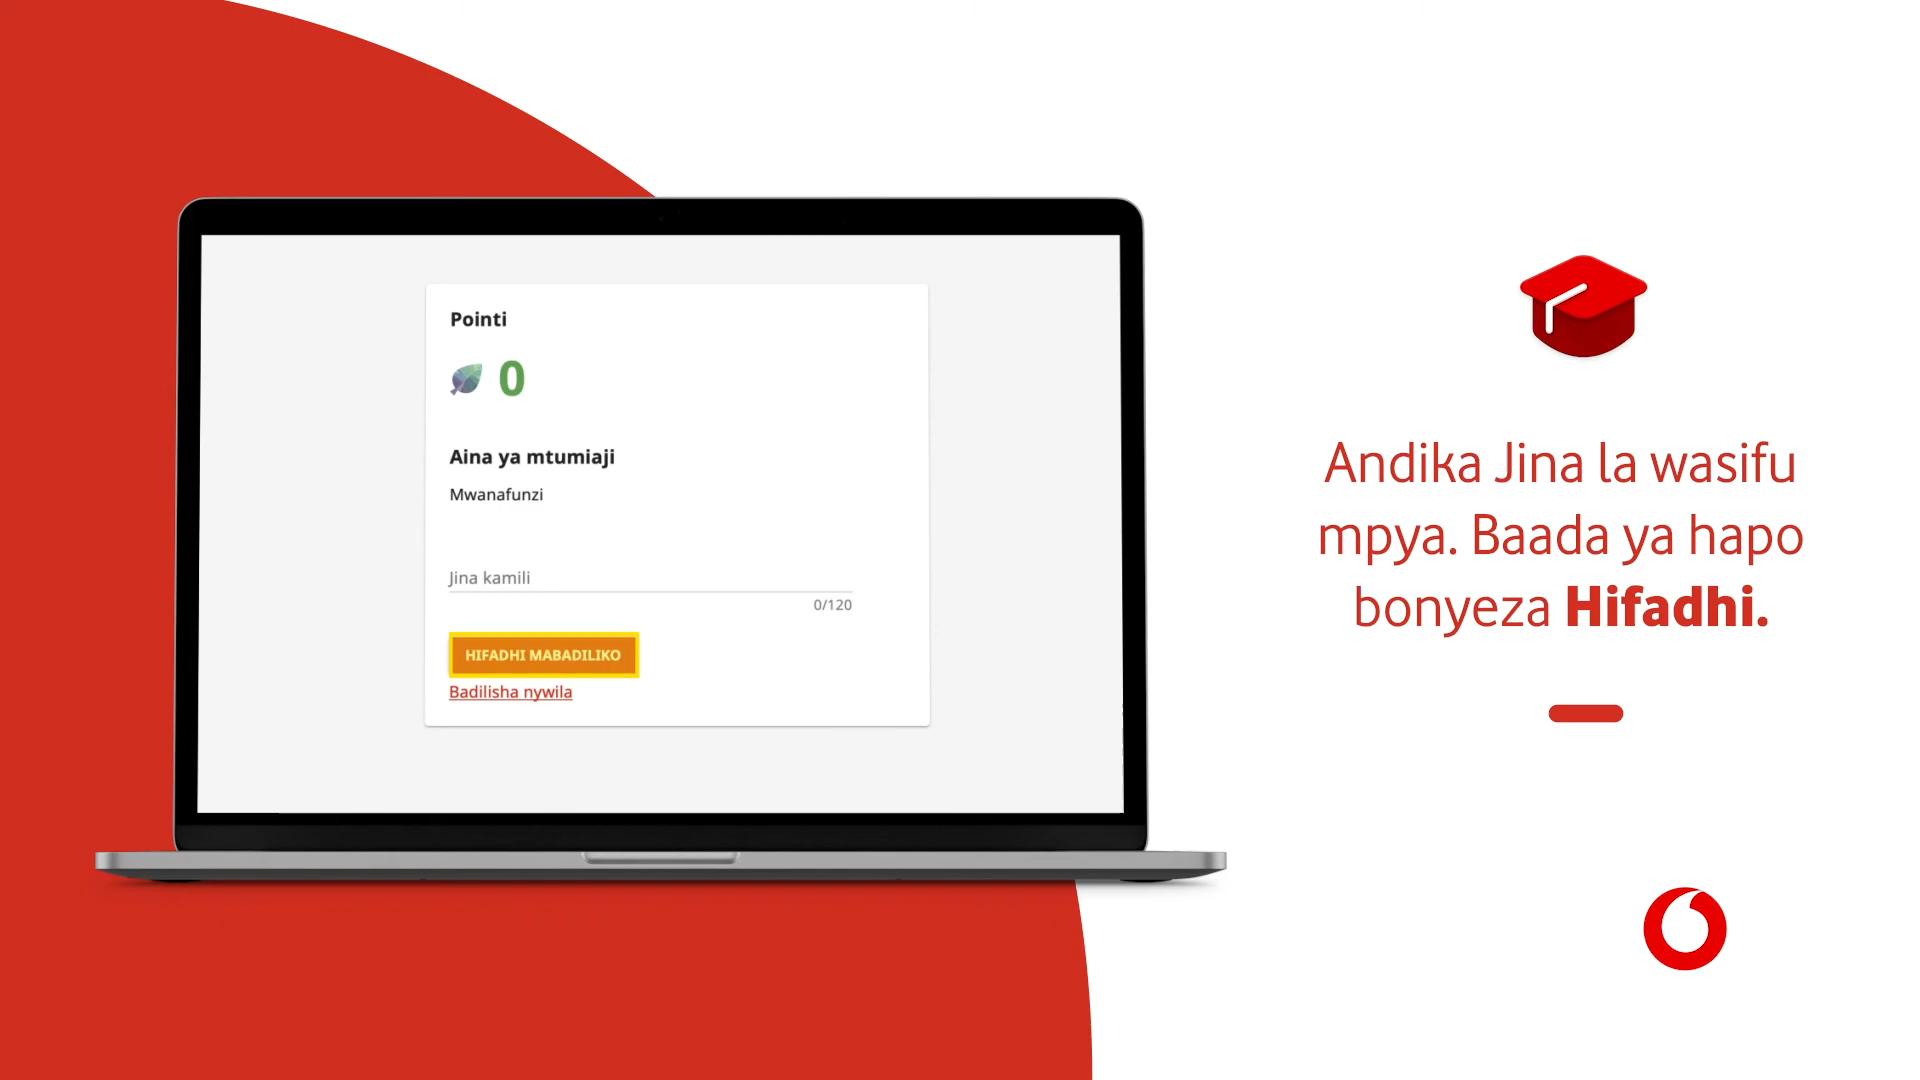 Pointi
0
Aina ya mtumiaji
Mwanafunzi
Jina kamili
0/120
HIFADHI MABADILIKO
Badilisha nywila
Andika Jina la wasifu
mpya. Baada ya hapo
bonyeza Hifadhi.